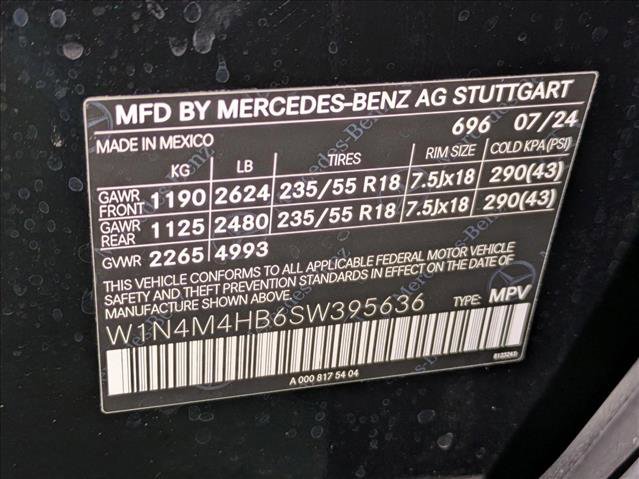 MFD BY MERCEDES-BENZ AG STUTTGART
MADE IN MEXICO 696 07/24
KG LB TIRES RIM SIZE COLD KPA(PSI)
GAWR FRONT 1190 2624 235/55 R18 7.5Jx18 290(43)
GAWR REAR 1125 2480 235/55 R18 7.5Jx18 290(43)
GVWR 2265 4993
THIS VEHICLE CONFORMS TO ALL APPLICABLE FEDERAL MOTOR VEHICLE
SAFETY AND THEFT PREVENTION STANDARDS IN EFFECT ON THE DATE OF
MANUFACTURE SHOWN ABOVE.
W1N4M4HB6SW395636 TYPE: MPV
A 000 817 54 04